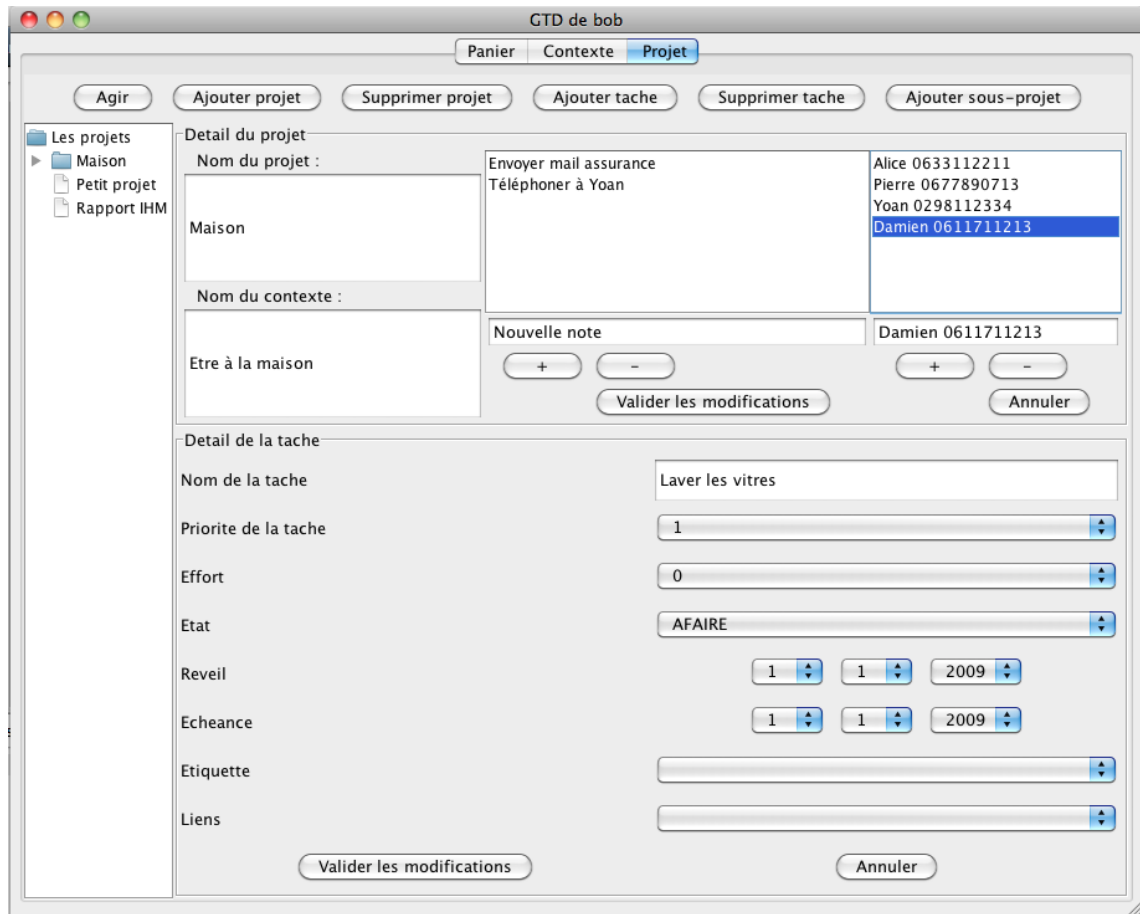 GTD de bob
Panier Contexte Projet
Agir Ajouter projet Supprimer projet Ajouter tache Supprimer tache Ajouter sous-projet
Les projets
Maison
Petit projet
Rapport IHM
Detail du projet
Nom du projet :
Maison
Nom du contexte :
Etre à la maison
Envoyer mail assurance
Téléphoner à Yoan
Nouvelle note
+ -
Valider les modifications
Alice 0633112211
Pierre 0677890713
Yoan 0298112334
Damien 0611711213
Damien 0611711213
+ -
Annuler
Detail de la tache
Nom de la tache Laver les vitres
Priorite de la tache 1
Effort 0
Etat AFAIRE
Reveil 1 1 2009
Echeance 1 1 2009
Etiquette
Liens
Valider les modifications Annuler